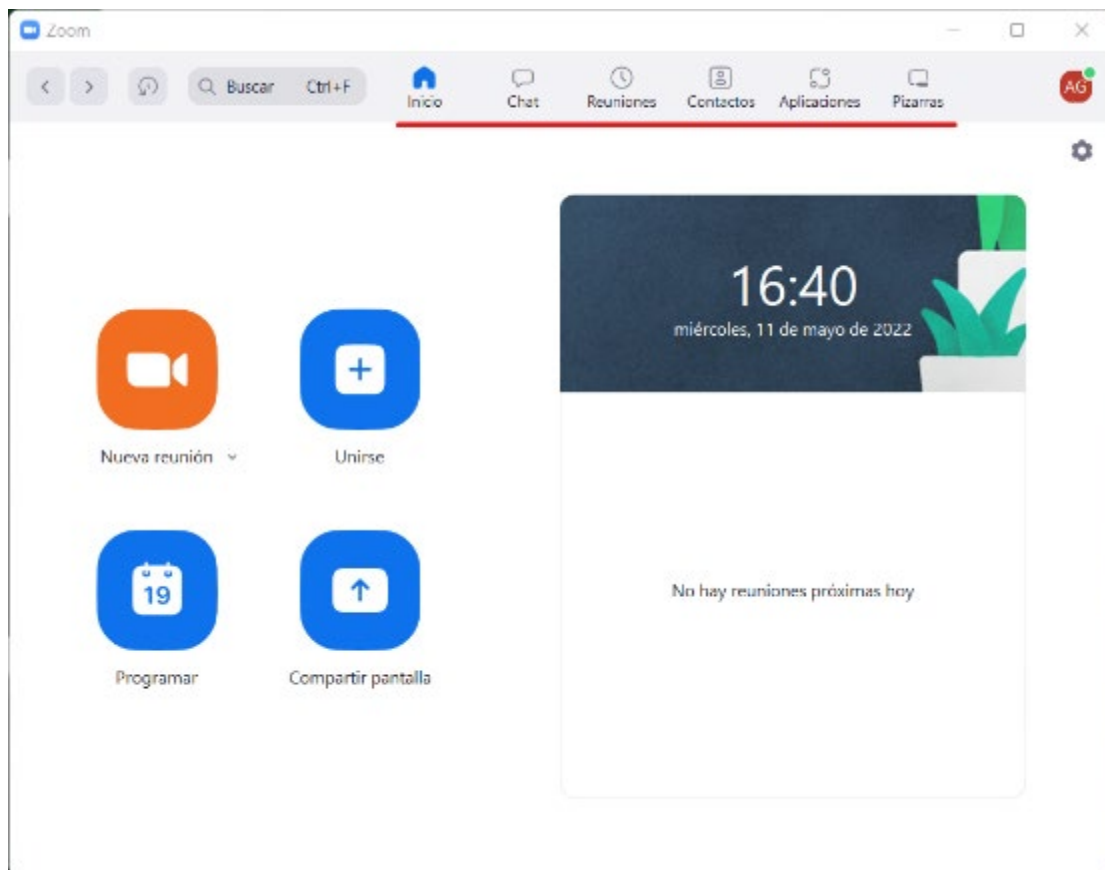 Zoom
Buscar Ctrl+F
Inicio Chat Reuniones Contactos Aplicaciones Pizarras
AG
16:40
miércoles, 11 de mayo de 2022
Nueva reunión Unirse
19
No hay reuniones próximas hoy
Programar Compartir pantalla